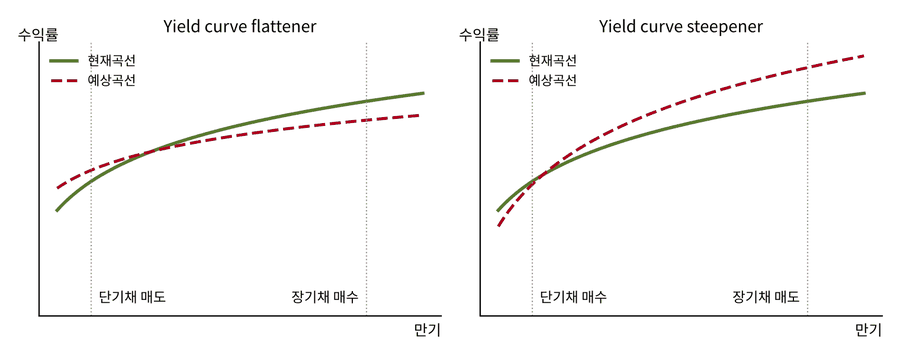 Yield curve flattener
수익률
현재곡선
예상곡선
단기채 매도
장기채 매수
만기
Yield curve steepener
수익률
현재곡선
예상곡선
단기채 매수
장기채 매도
만기